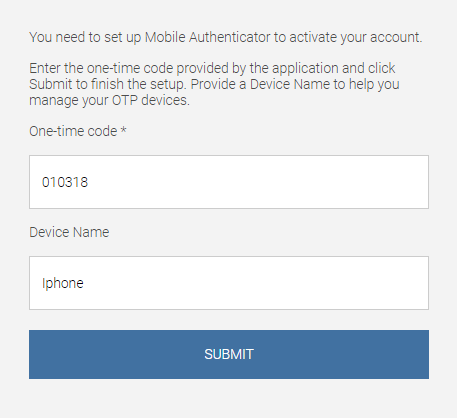 You need to set up Mobile Authenticator to activate your account.
Enter the one-time code provided by the application and click
Submit to finish the setup. Provide a Device Name to help you
manage your OTP devices.
One-time code *
010318
Device Name
Iphone
SUBMIT